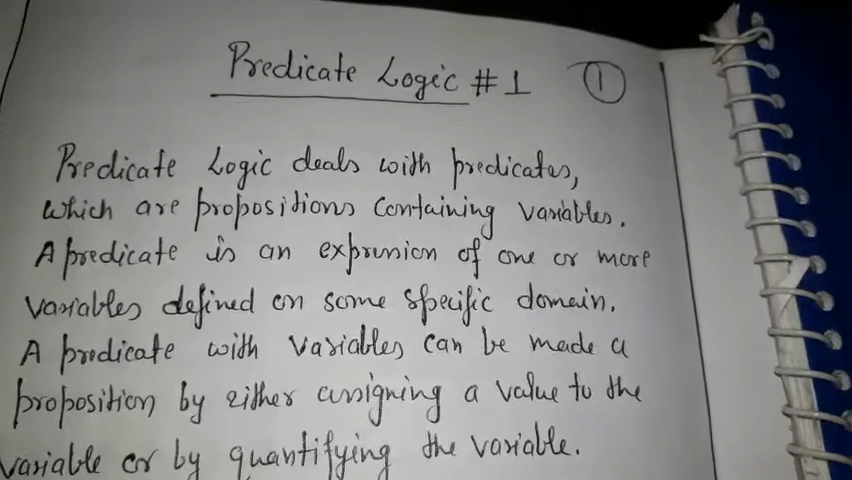 Predicate Logic #1 1
Predicate Logic deals with predicates,
which are propositions containing variables.
A predicate is an expression of one or more
variables defined on some specific domain.
A predicate with variables can be made a
proposition by either assigning a value to the
variable or by quantifying the variable.